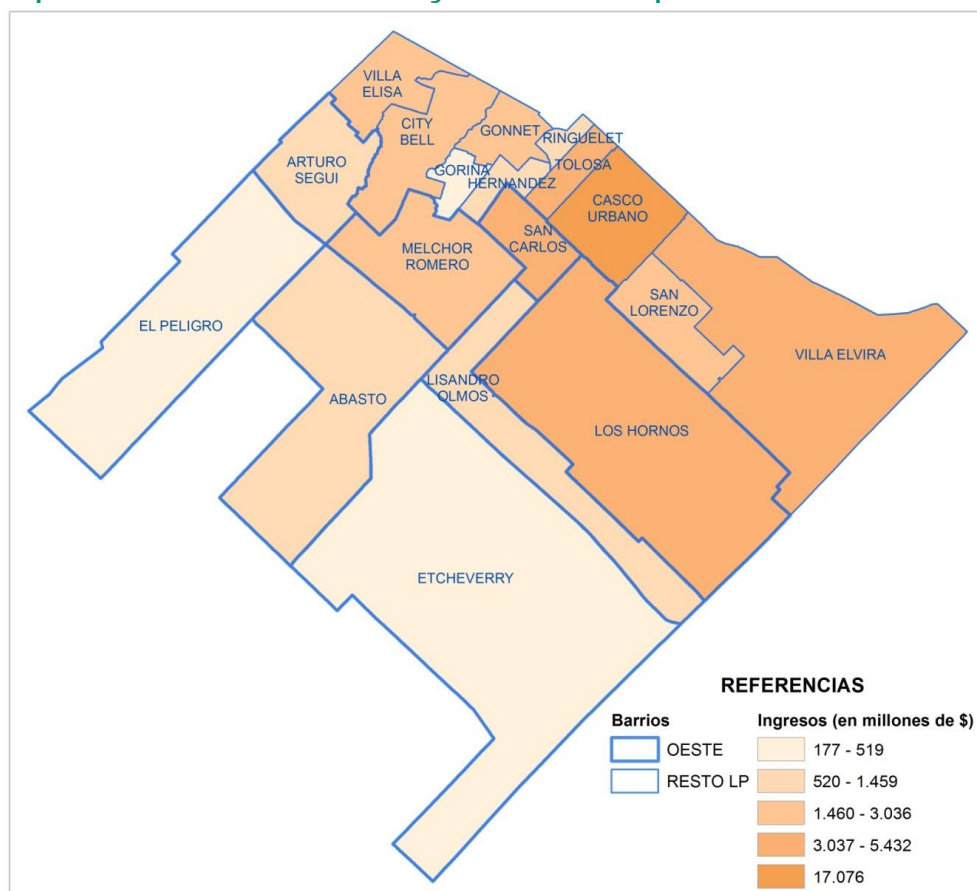 VILLA
ELISA
CITY
BELL
GONNET
RINGUELET
ARTURO
SEGUI
GORINA
HERNANDEZ
TOLOSA
CASCO
URBANO
SAN
CARLOS
MELCHOR
ROMERO
SAN
LORENZO
EL PELIGRO
VILLA ELVIRA
LISANDRO
OLMOS
ABASTO
LOS HORNOS
ETCHEVERRY
REFERENCIAS
Barrios
OESTE
RESTO LP
Ingresos (en millones de $)
177 - 519
520 - 1.459
1.460 - 3.036
3.037 - 5.432
17.076